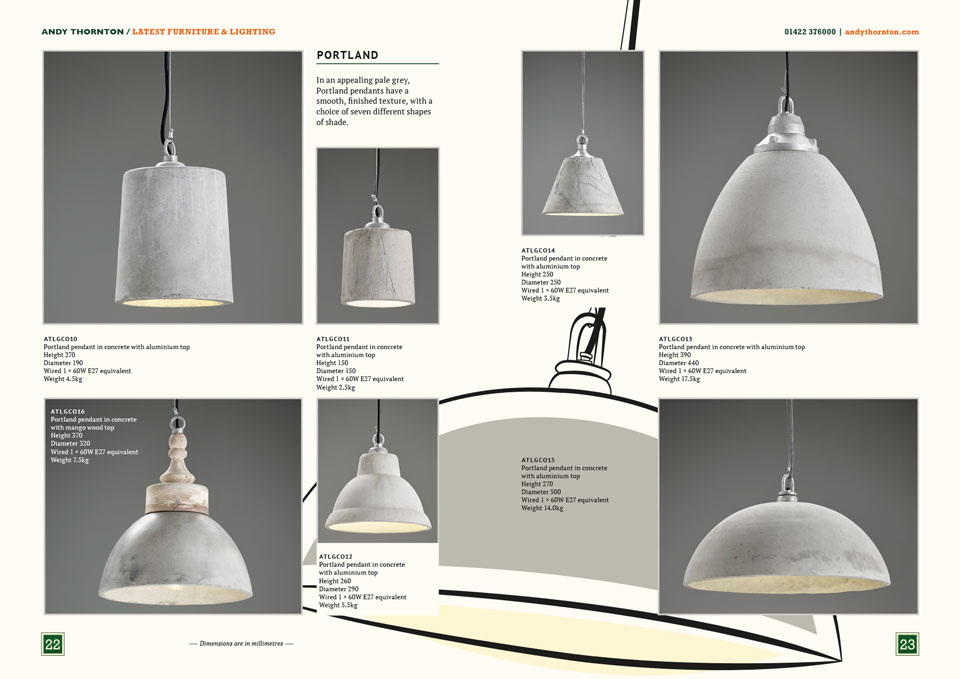 ANDY THORNTON / LATEST FURNITURE & LIGHTING
01422 376000 | andythornton.com
PORTLAND
In an appealing pale grey,
Portland pendants have a
smooth, finished texture, with a
choice of seven different shapes
of shade.
ATLGCO10
Portland pendant in concrete with aluminium top
Height 270
Diameter 190
Wired 1 × 60W E27 equivalent
Weight 4.5kg
ATLGCO11
Portland pendant in concrete
with aluminium top
Height 150
Diameter 150
Wired 1 × 60W E27 equivalent
Weight 2.5kg
ATLGCO14
Portland pendant in concrete
with aluminium top
Height 250
Diameter 250
Wired 1 × 60W E27 equivalent
Weight 3.5kg
ATLGCO13
Portland pendant in concrete with aluminium top
Height 390
Diameter 440
Wired 1 × 60W E27 equivalent
Weight 17.5kg
ATLGCO16
Portland pendant in concrete
with mango wood top
Height 370
Diameter 320
Wired 1 × 60W E27 equivalent
Weight 7.5kg
ATLGCO12
Portland pendant in concrete
with aluminium top
Height 260
Diameter 290
Wired 1 × 60W E27 equivalent
Weight 5.5kg
ATLGCO15
Portland pendant in concrete
with aluminium top
Height 270
Diameter 500
Wired 1 × 60W E27 equivalent
Weight 14.0kg
22
— Dimensions are in millimetres —
23